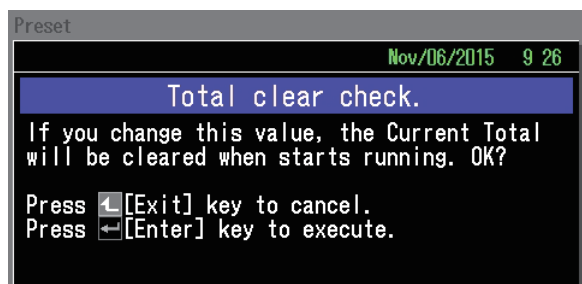 Preset
Nov/06/2015 9 26
Total clear check.
If you change this value, the Current Total
will be cleared when starts running. OK?
Press [Exit] key to cancel.
Press [Enter] key to execute.